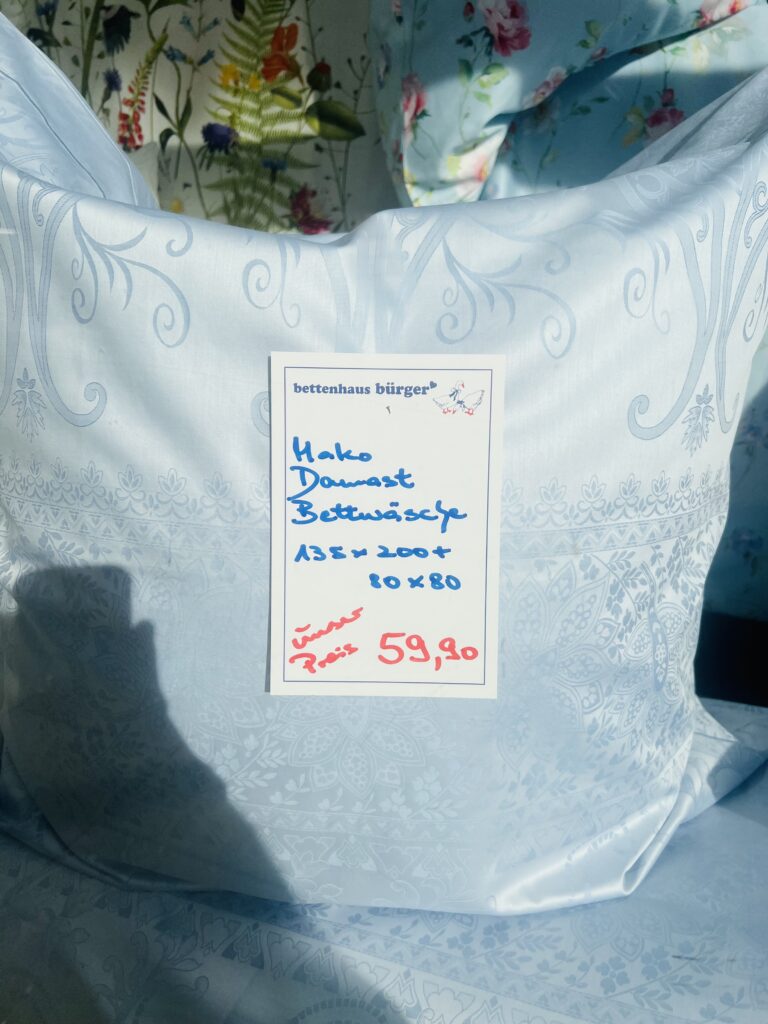 bettenhaus bürger
Mako
Damast
Bettwäsche
135 x 200 +
80 x 80
unser
Preis 59,90